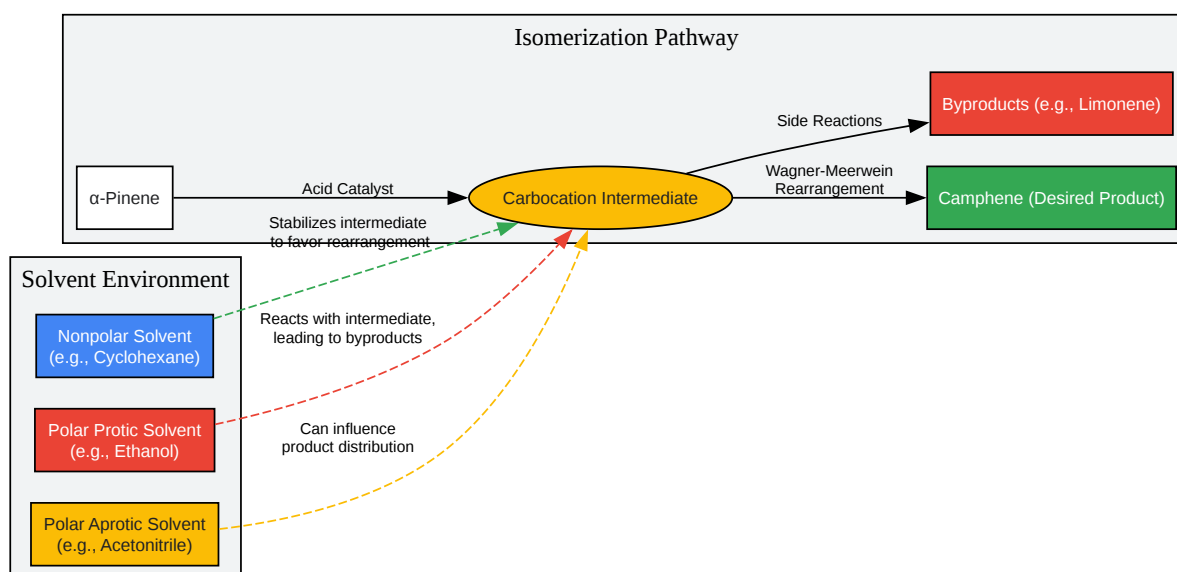 Isomerization Pathway
Byproducts (e.g., Limonene)
Side Reactions
Wagner-Meerwein
Rearrangement
α-Pinene
Acid Catalyst
Carbocation Intermediate
Camphene (Desired Product)
Stabilizes intermediate
to favor rearrangement
Solvent Environment
Nonpolar Solvent
(e.g., Cyclohexane)
Reacts with intermediate,
leading to byproducts
Polar Protic Solvent
(e.g., Ethanol)
Can influence
product distribution
Polar Aprotic Solvent
(e.g., Acetonitrile)